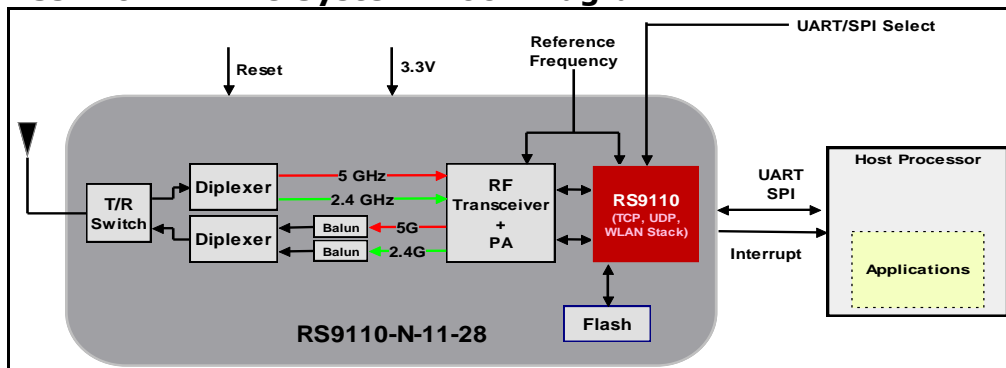 UART/SPI Select
Reference
Frequency
Reset
3.3V
Host Processor
5 GHz
Diplexer
RF
Transceiver
+
PA
RS9110
(TCP, UDP,
WLAN Stack)
UART
SPI
T/R
Switch
2.4 GHz
Diplexer
Balun
5G
Balun
2.4G
Interrupt
Applications
Flash
RS9110-N-11-28